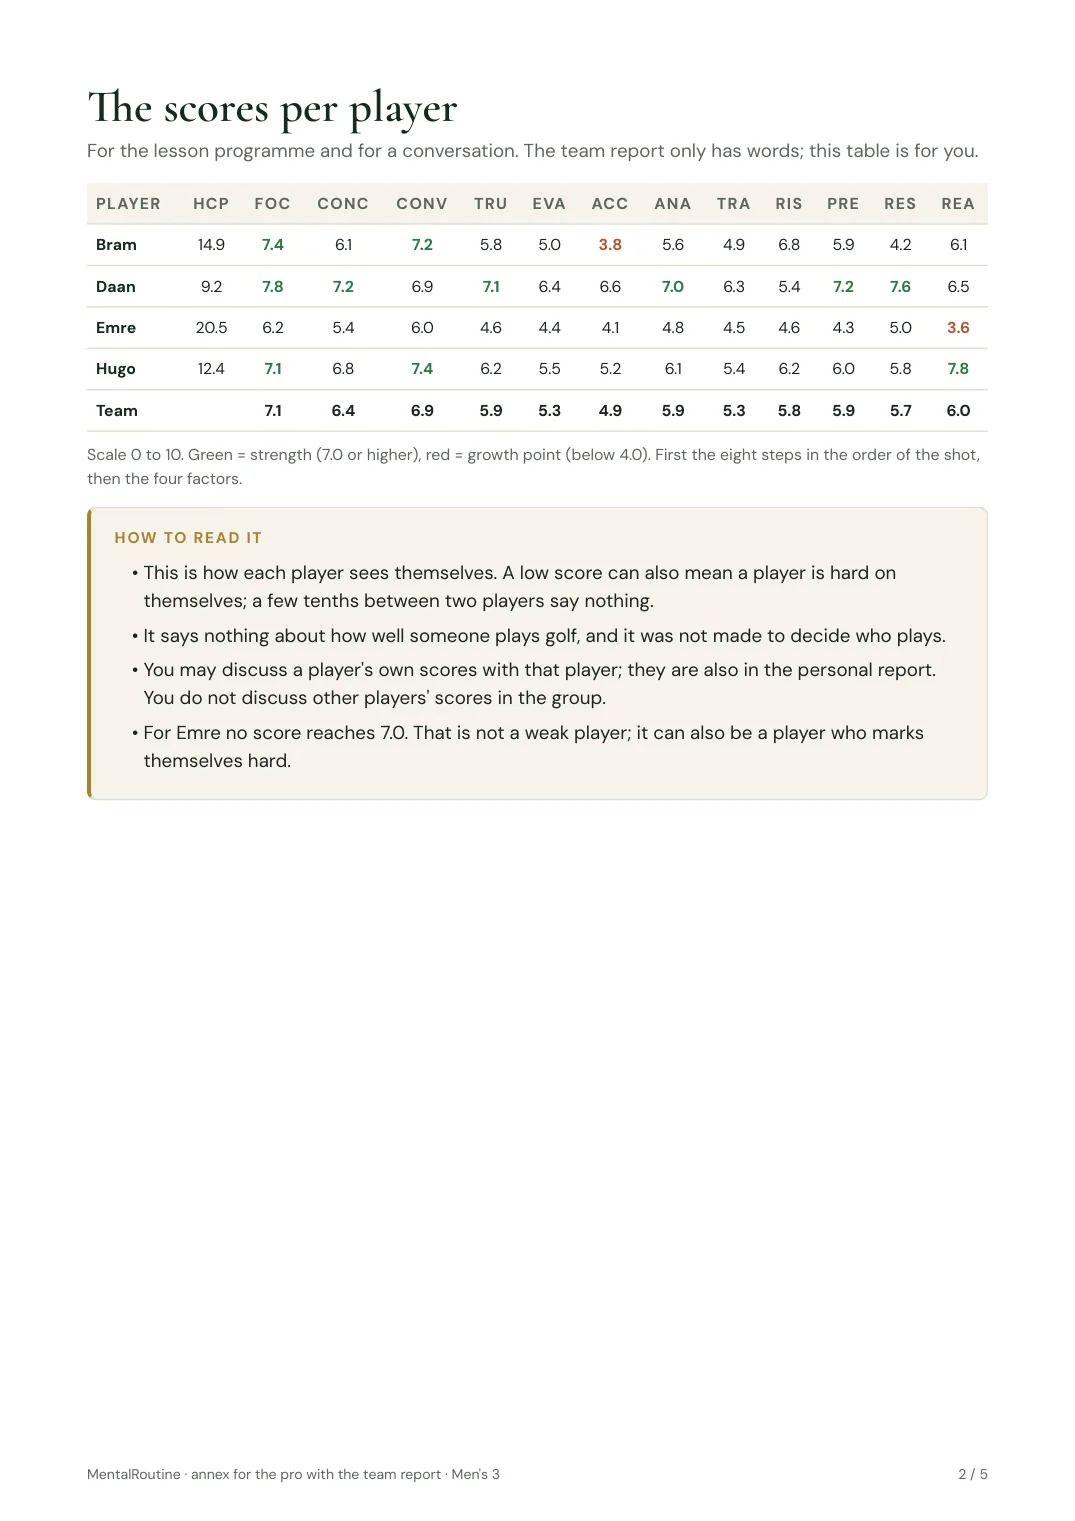 The scores per player
For the lesson programme and for a conversation. The team report only has words; this table is for you.
PLAYER HCP FOC CONC CONV TRU EVA ACC ANA TRA RIS PRE RES REA
Bram 14.9 7.4 6.1 7.2 5.8 5.0 3.8 5.6 4.9 6.8 5.9 4.2 6.1
Daan 9.2 7.8 7.2 6.9 7.1 6.4 6.6 7.0 6.3 5.4 7.2 7.6 6.5
Emre 20.5 6.2 5.4 6.0 4.6 4.4 4.1 4.8 4.5 4.6 4.3 5.0 3.6
Hugo 12.4 7.1 6.8 7.4 6.2 5.5 5.2 6.1 5.4 6.2 6.0 5.8 7.8
Team 7.1 6.4 6.9 5.9 5.3 4.9 5.9 5.3 5.8 5.9 5.7 6.0
Scale 0 to 10. Green = strength (7.0 or higher), red = growth point (below 4.0). First the eight steps in the order of the shot,
then the four factors.
HOW TO READ IT
• This is how each player sees themselves. A low score can also mean a player is hard on
themselves; a few tenths between two players say nothing.
• It says nothing about how well someone plays golf, and it was not made to decide who plays.
• You may discuss a player's own scores with that player; they are also in the personal report.
You do not discuss other players' scores in the group.
• For Emre no score reaches 7.0. That is not a weak player; it can also be a player who marks
themselves hard.
MentalRoutine · annex for the pro with the team report · Men's 3
2 / 5